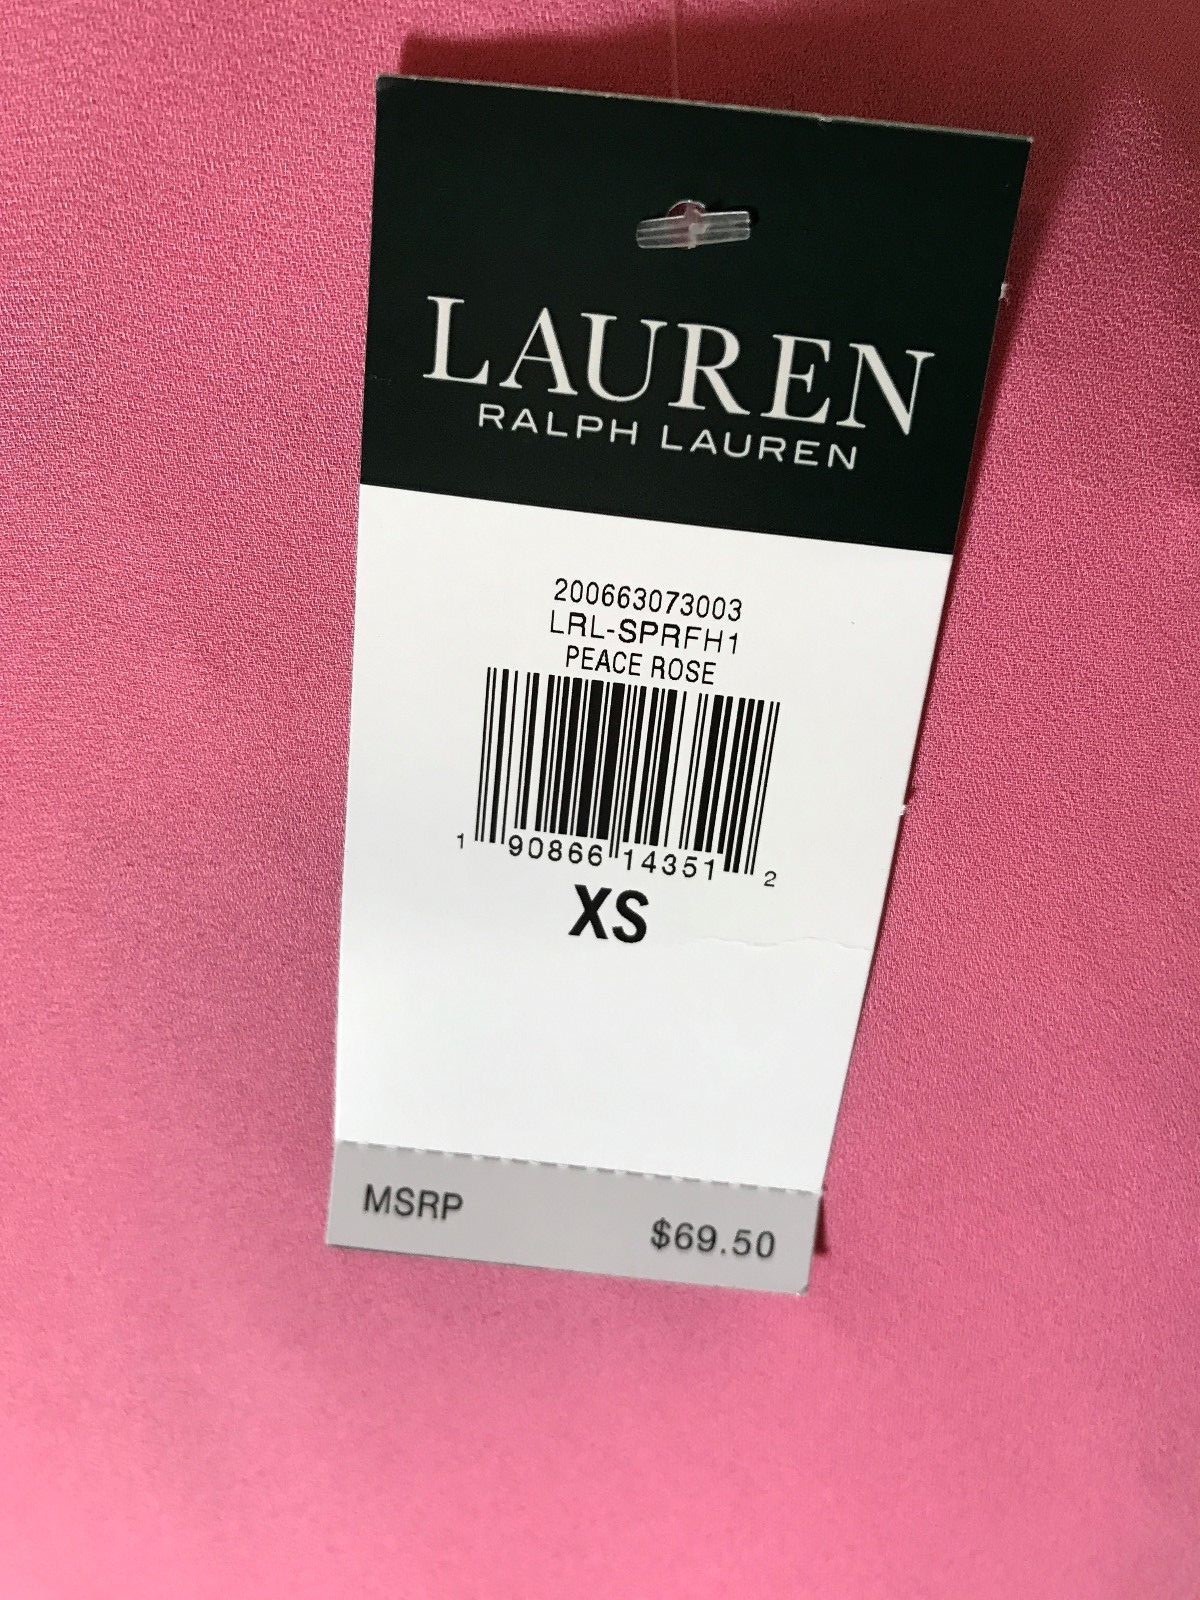 LAUREN
RALPH LAUREN
200663073003
LRL-SPRFH1
PEACE ROSE
1 90866 14351 2
XS
MSRP $69.50